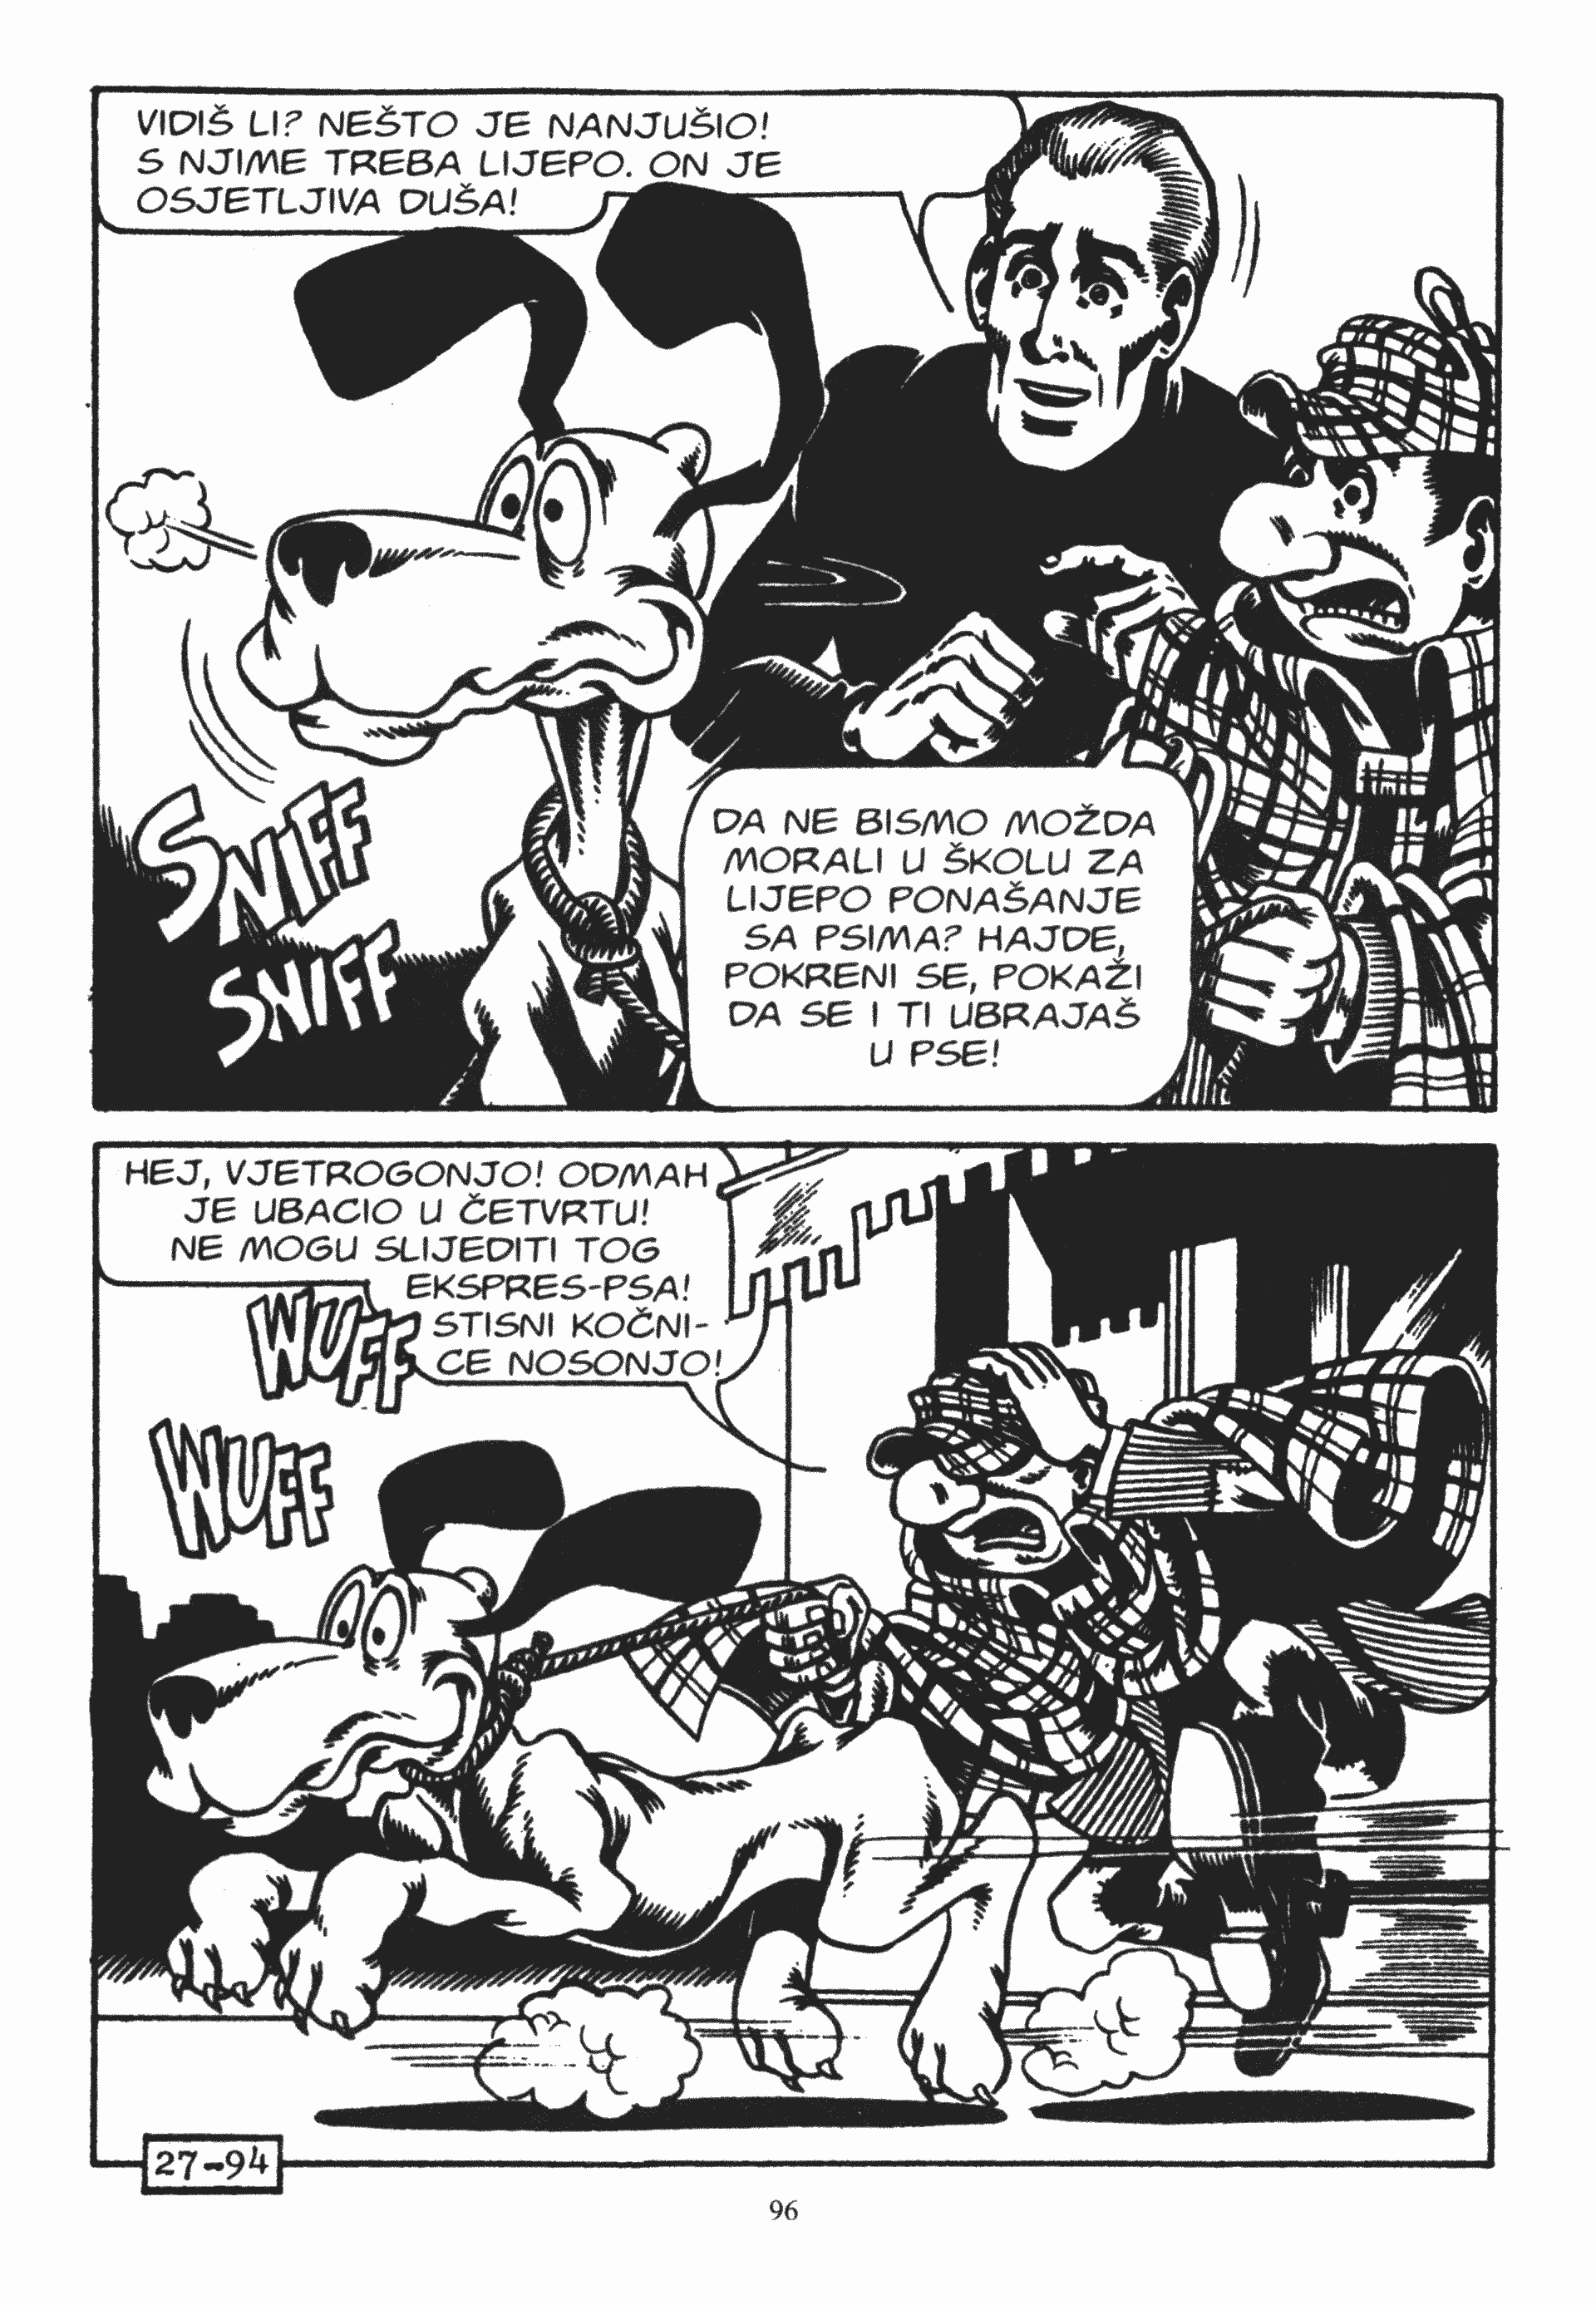 VIDIŠ LI? NEŠTO JE NANJUŠIO!
S NJIME TREBA LIJEPO. ON JE
OSJETLJIVA DUŠA!
SNIFF
SNIFF
DA NE BISMO MOŽDA
MORALI U ŠKOLU ZA
LIJEPO PONAŠANJE
SA PSIMA? HAJDE,
POKRENI SE, POKAŽI
DA SE I TI UBRAJAŠ
U PSE!
HEJ, VJETROGONJO! ODMAH
JE UBACIO U ČETVRTU!
NE MOGU SLIJEDITI TOG
EKSPRES-PSA!
STISNI KOČNI-
CE NOSONJO!
WUFF
WUFF
27-94
96